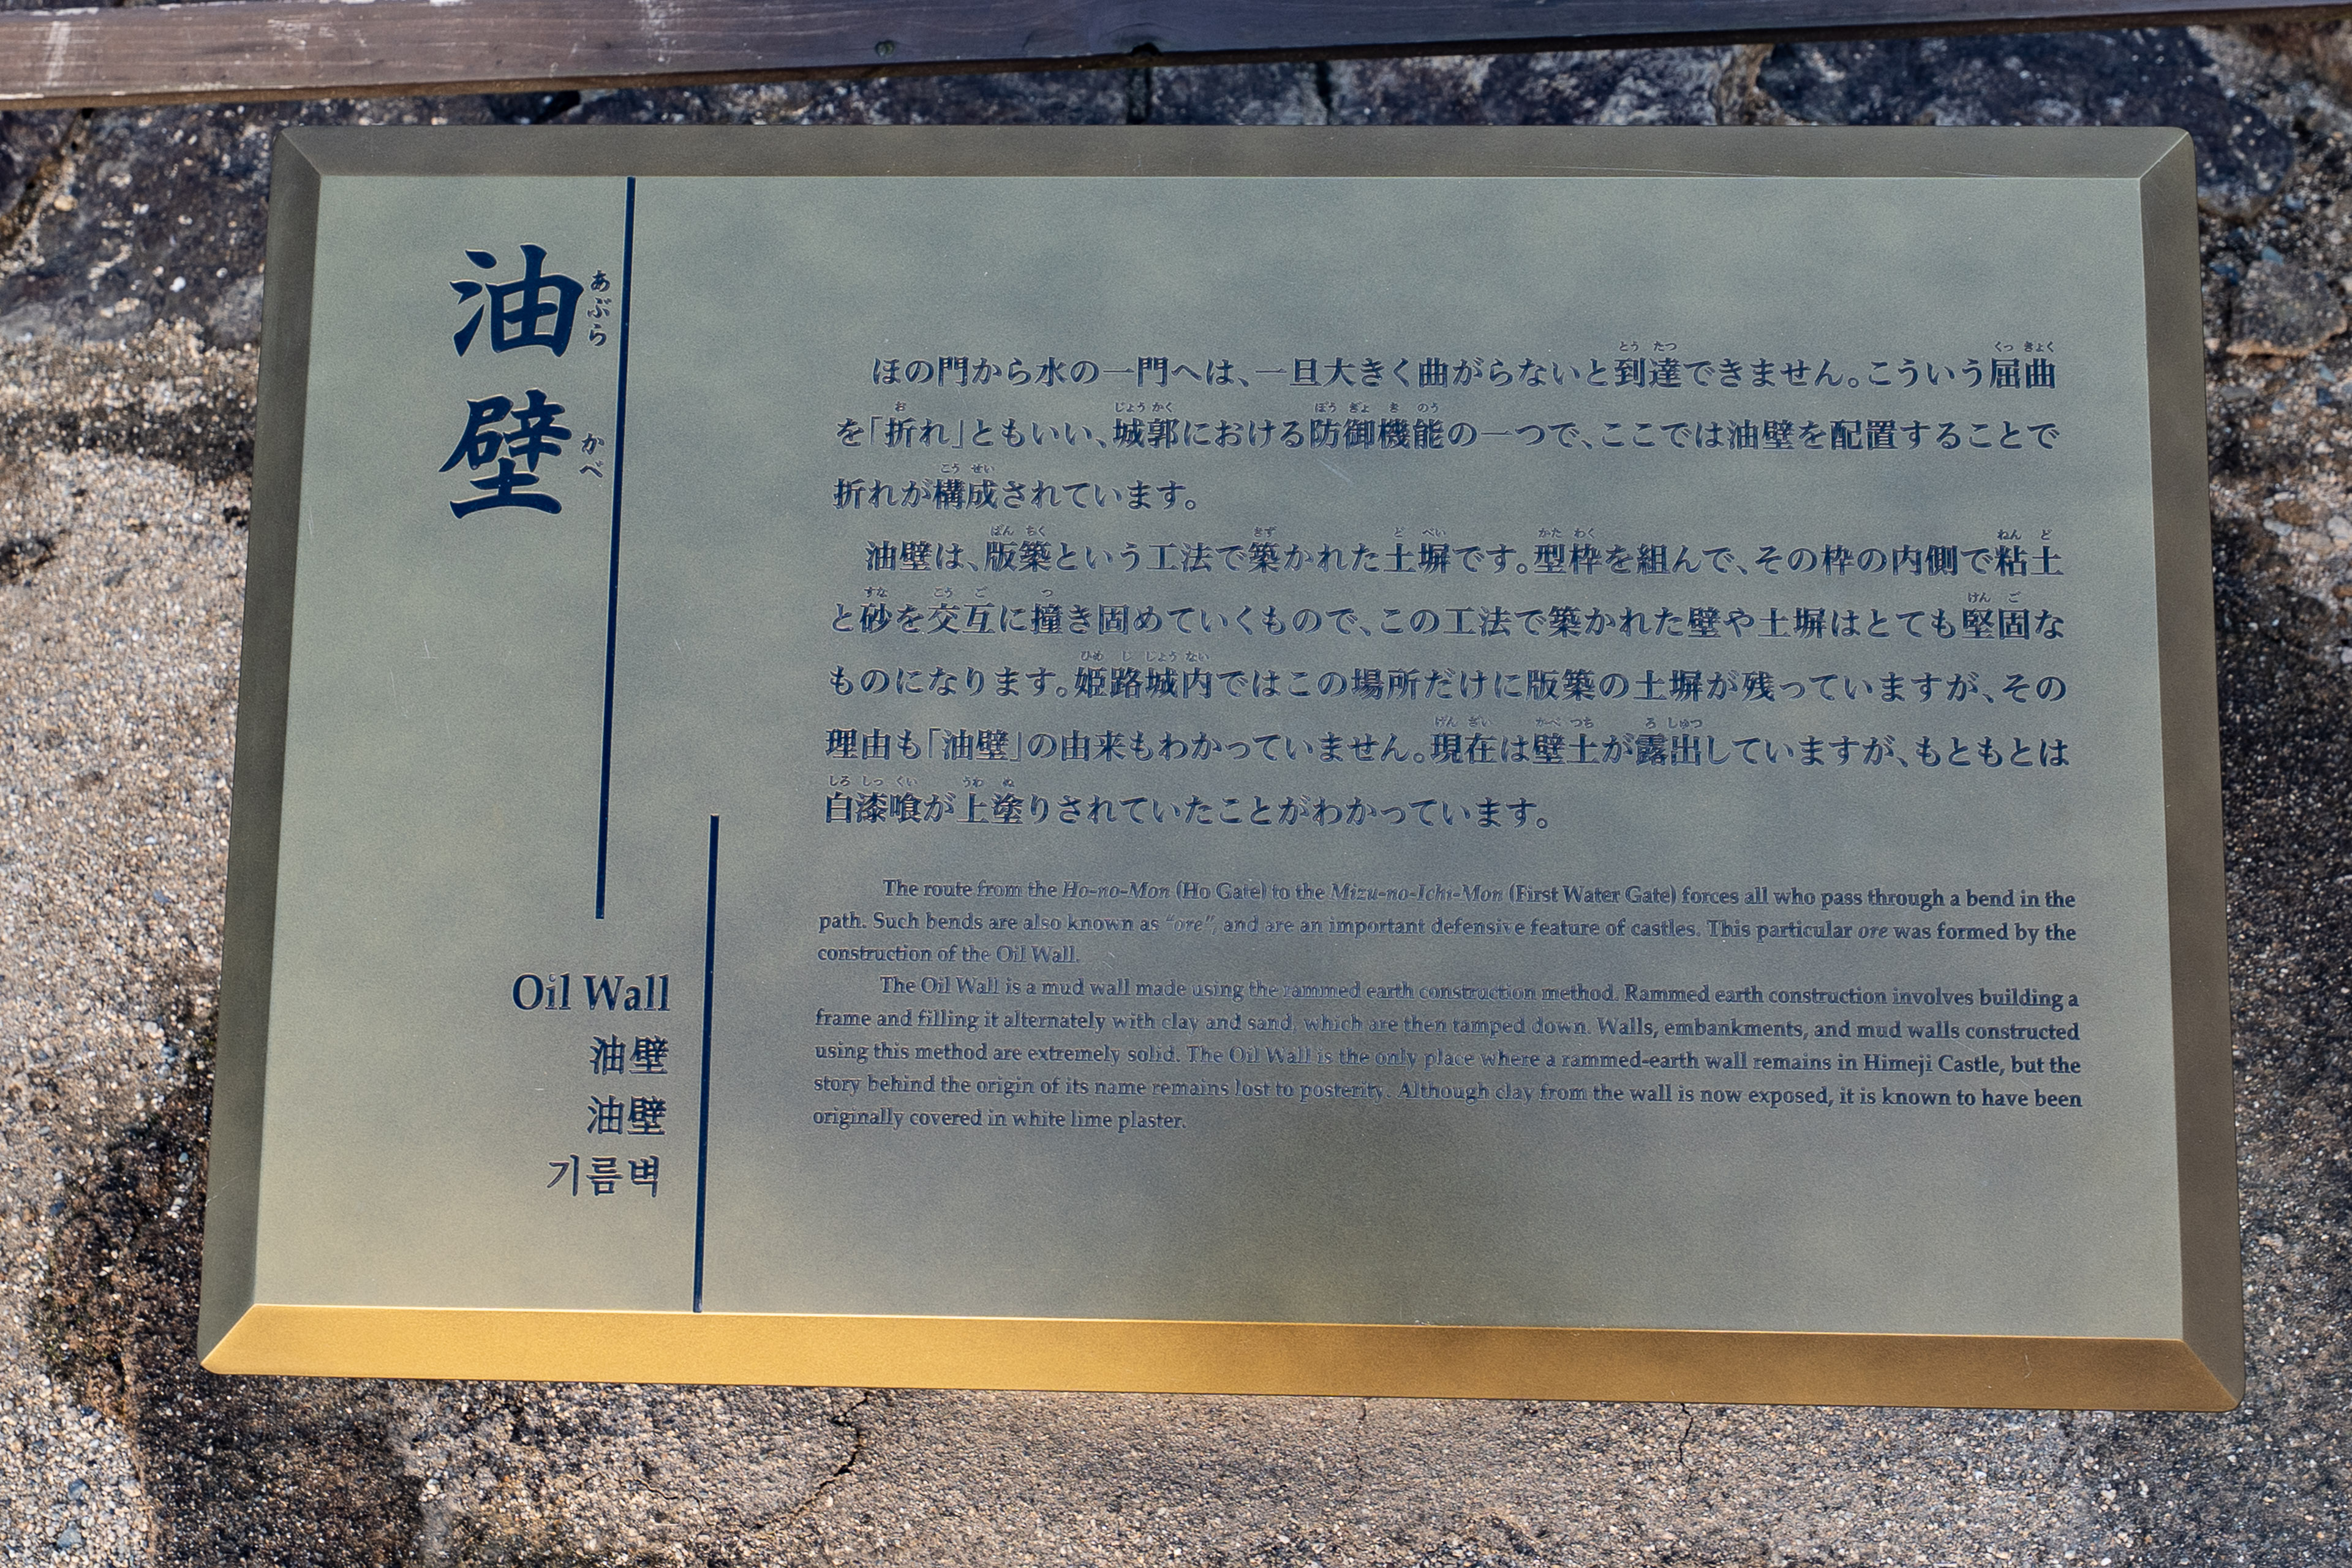 油壁
あぶらかべ
ほの門から水の一門へは、一旦大きく曲がらないと到達できません。こういう屈曲
を「折れ」ともいい、城郭における防御機能の一つで、ここでは油壁を配置することで
折れが構成されています。
油壁は、版築という工法で築かれた土塀です。型枠を組んで、その枠の内側で粘土
と砂を交互に撞き固めていくもので、この工法で築かれた壁や土塀はとても堅固な
ものになります。姫路城内ではこの場所だけに版築の土塀が残っていますが、その
理由も「油壁」の由来もわかっていません。現在は壁土が露出していますが、もともとは
白漆喰が上塗りされていたことがわかっています。
The route from the Ho-no-Mon (Ho Gate) to the Mizu-no-Ichi-Mon (First Water Gate) forces all who pass through a bend in the
path. Such bends are also known as “ore”, and are an important defensive feature of castles. This particular ore was formed by the
construction of the Oil Wall.
The Oil Wall is a mud wall made using the rammed earth construction method. Rammed earth construction involves building a
frame and filling it alternately with clay and sand, which are then tamped down. Walls, embankments, and mud walls constructed
using this method are extremely solid. The Oil Wall is the only place where a rammed-earth wall remains in Himeji Castle, but the
story behind the origin of its name remains lost to posterity. Although clay from the wall is now exposed, it is known to have been
originally covered in white lime plaster.
Oil Wall
油壁
油壁
기름벽